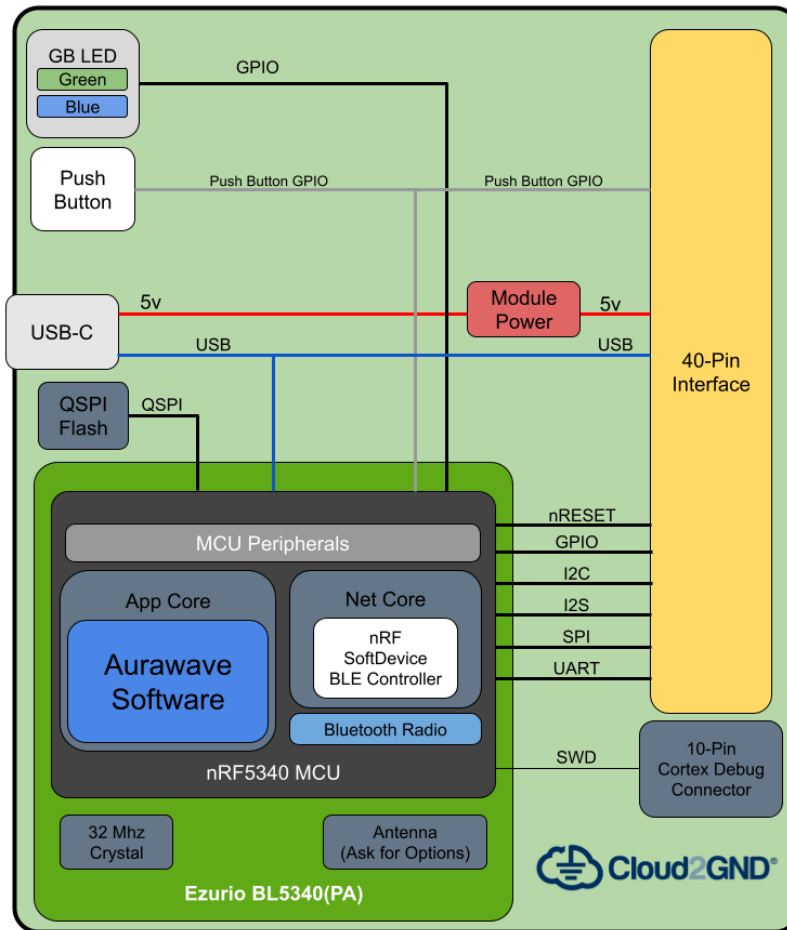 GB LED
Green
Blue
GPIO
Push
Button
Push Button GPIO
Push Button GPIO
5v
Module
Power
5v
USB-C
USB
USB
40-Pin
Interface
QSPI
Flash
QSPI
nRESET
MCU Peripherals
GPIO
I2C
App Core
Net Core
I2S
nRF
SoftDevice
BLE Controller
SPI
Aurawave
Software
UART
Bluetooth Radio
nRF5340 MCU
SWD
10-Pin
Cortex Debug
Connector
32 Mhz
Crystal
Antenna
(Ask for Options)
Ezurio BL5340(PA)
Cloud2GND®